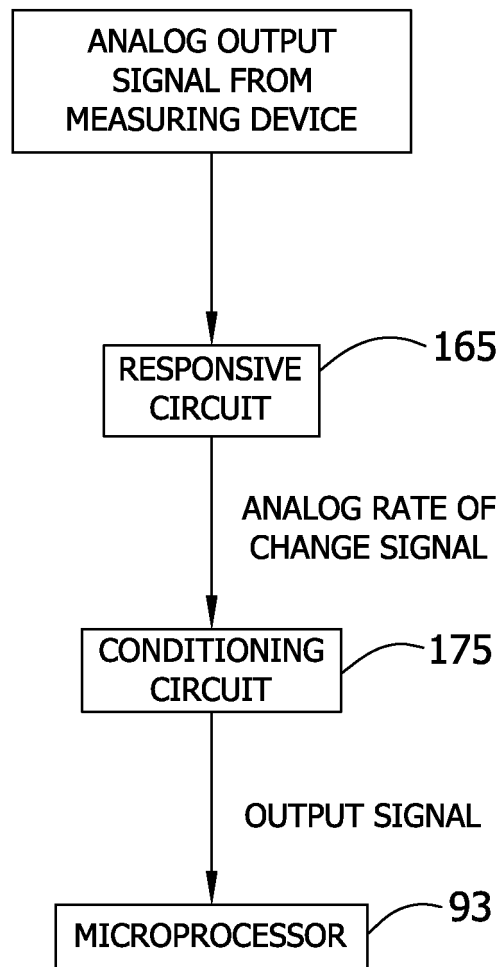 ANALOG OUTPUT
SIGNAL FROM
MEASURING DEVICE
RESPONSIVE
CIRCUIT
165
ANALOG RATE OF
CHANGE SIGNAL
CONDITIONING
CIRCUIT
175
OUTPUT SIGNAL
MICROPROCESSOR
93